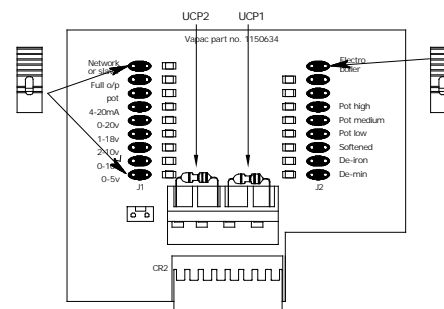 UCP2 UCP1
Vapac part no. 1150634
Network
or slave
Full o/p
pot
4-20mA
0-20v
1-18v
2-10v
0-10v
0-5v
J1
Electro
boiler
Pot high
Pot medium
Pot low
Softened
De-iron
De-min
J2
CR2